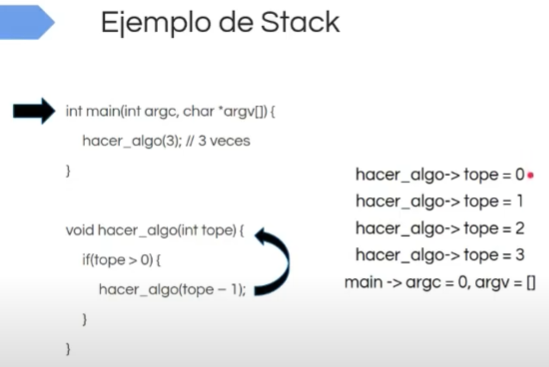 Ejemplo de Stack
int main(int argc, char *argv[]) {
hacer_algo(3); // 3 veces
}
void hacer_algo(int tope) {
if(tope > 0) {
hacer_algo(tope – 1);
}
}
hacer_algo-> tope = 0
hacer_algo-> tope = 1
hacer_algo-> tope = 2
hacer_algo-> tope = 3
main -> argc = 0, argv = []